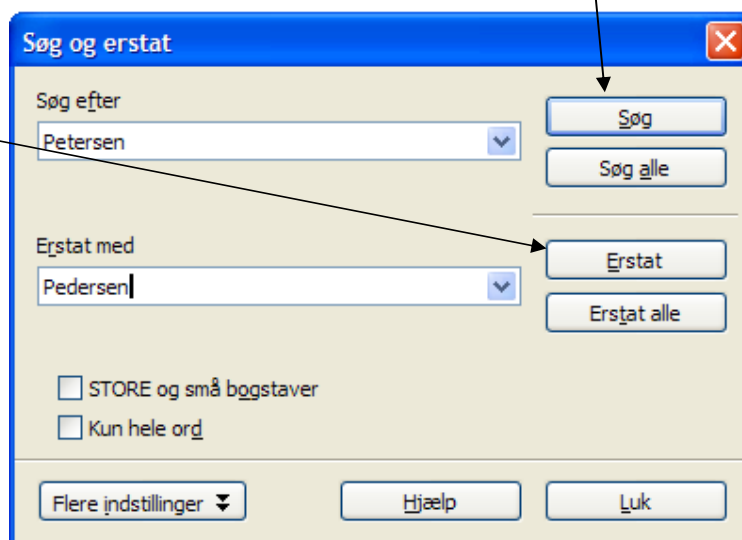 Søg og erstat
Søg efter
Petersen
Søg
Søg alle
Erstat med
Pedersen
Erstat
Erstat alle
STORE og små bogstaver
Kun hele ord
Flere indstillinger
Hjælp
Luk